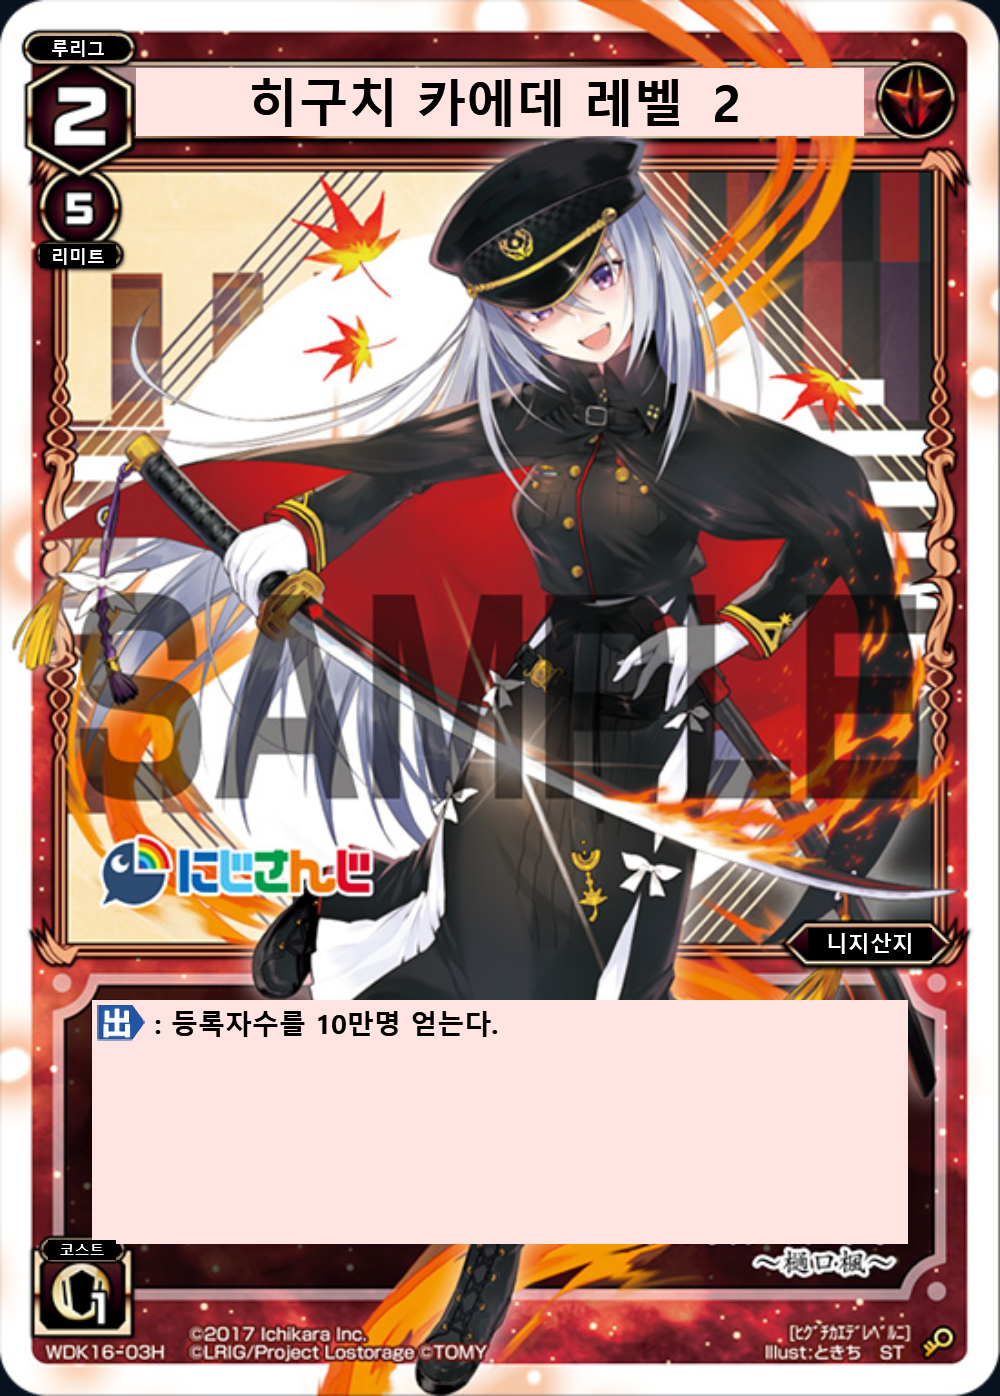 루리그
2
히구치 카에데 레벨 2
5
리미트
SAMPLE
にじさんじ
니지산지
出 : 등록자수를 10만명 얻는다.
～樋口楓～
코스트
1
©2017 Ichikara Inc.
[ﾋｸﾞﾁｶｴﾃﾞﾚﾍﾞﾙﾆ]
WDK16-03H ©LRIG/Project Lostorage ©TOMY
Illust:ときち ST